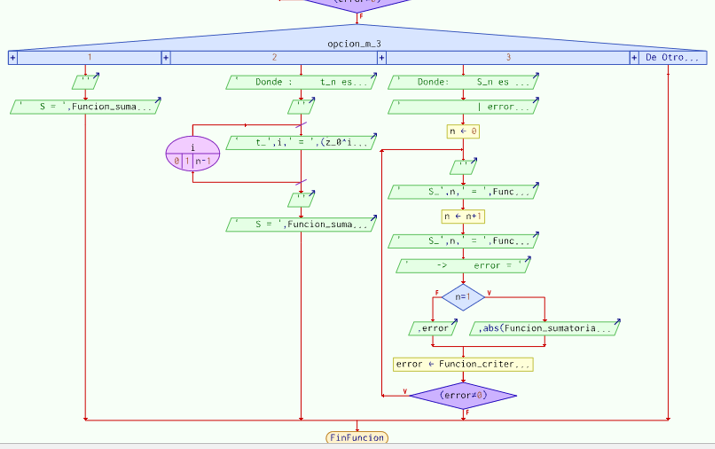 (error≠0)
F
opcion_m_3
+ 1 + 2 + 3 + De Otro...
''
' Donde : t_n es...
' Donde: S_n es ...
' S = ',Funcion_suma...
''
' | error...
n ← 0
' t_',i,' = ',(z_0^i...
i
0 1 n-1
''
''
' S_',n,' = ',Func...
n ← n+1
' S = ',Funcion_suma...
' S_',n,' = ',Func...
' -> error = '
F n=1 V
,error
,abs(Funcion_sumatoria...
error ← Funcion_criter...
V (error≠0)
F
FinFuncion